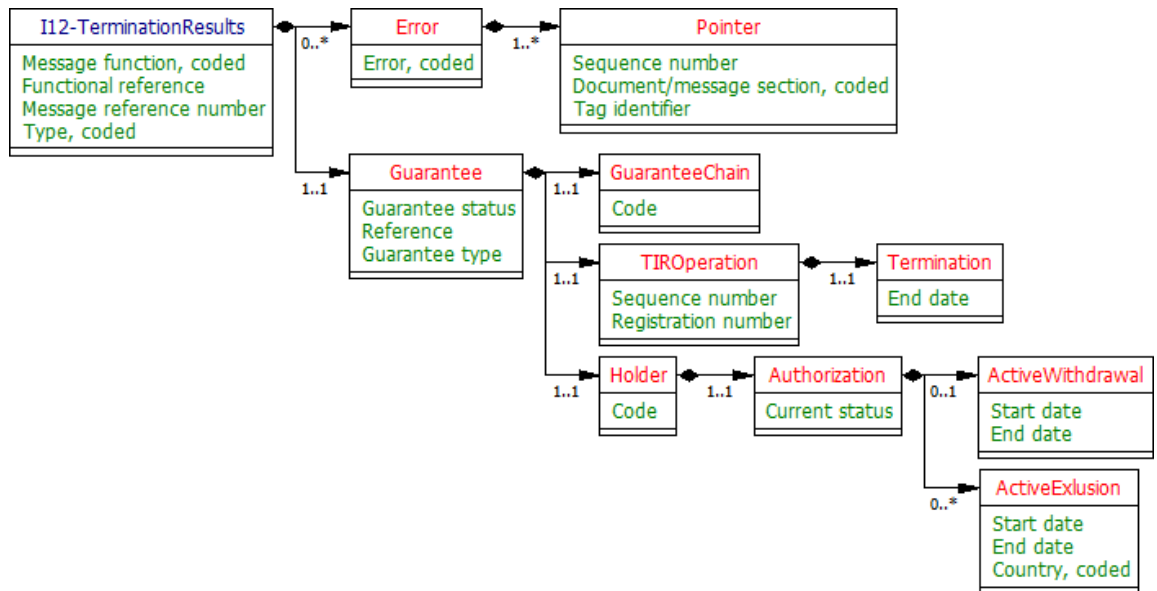 I12-TerminationResults
Message function, coded
Functional reference
Message reference number
Type, coded
0..*
Error
Error, coded
1..*
Pointer
Sequence number
Document/message section, coded
Tag identifier
1..1
Guarantee
Guarantee status
Reference
Guarantee type
1..1
GuaranteeChain
Code
1..1
TIROperation
Sequence number
Registration number
1..1
Termination
End date
1..1
Holder
Code
1..1
Authorization
Current status
0..1
ActiveWithdrawal
Start date
End date
0..*
ActiveExlusion
Start date
End date
Country, coded